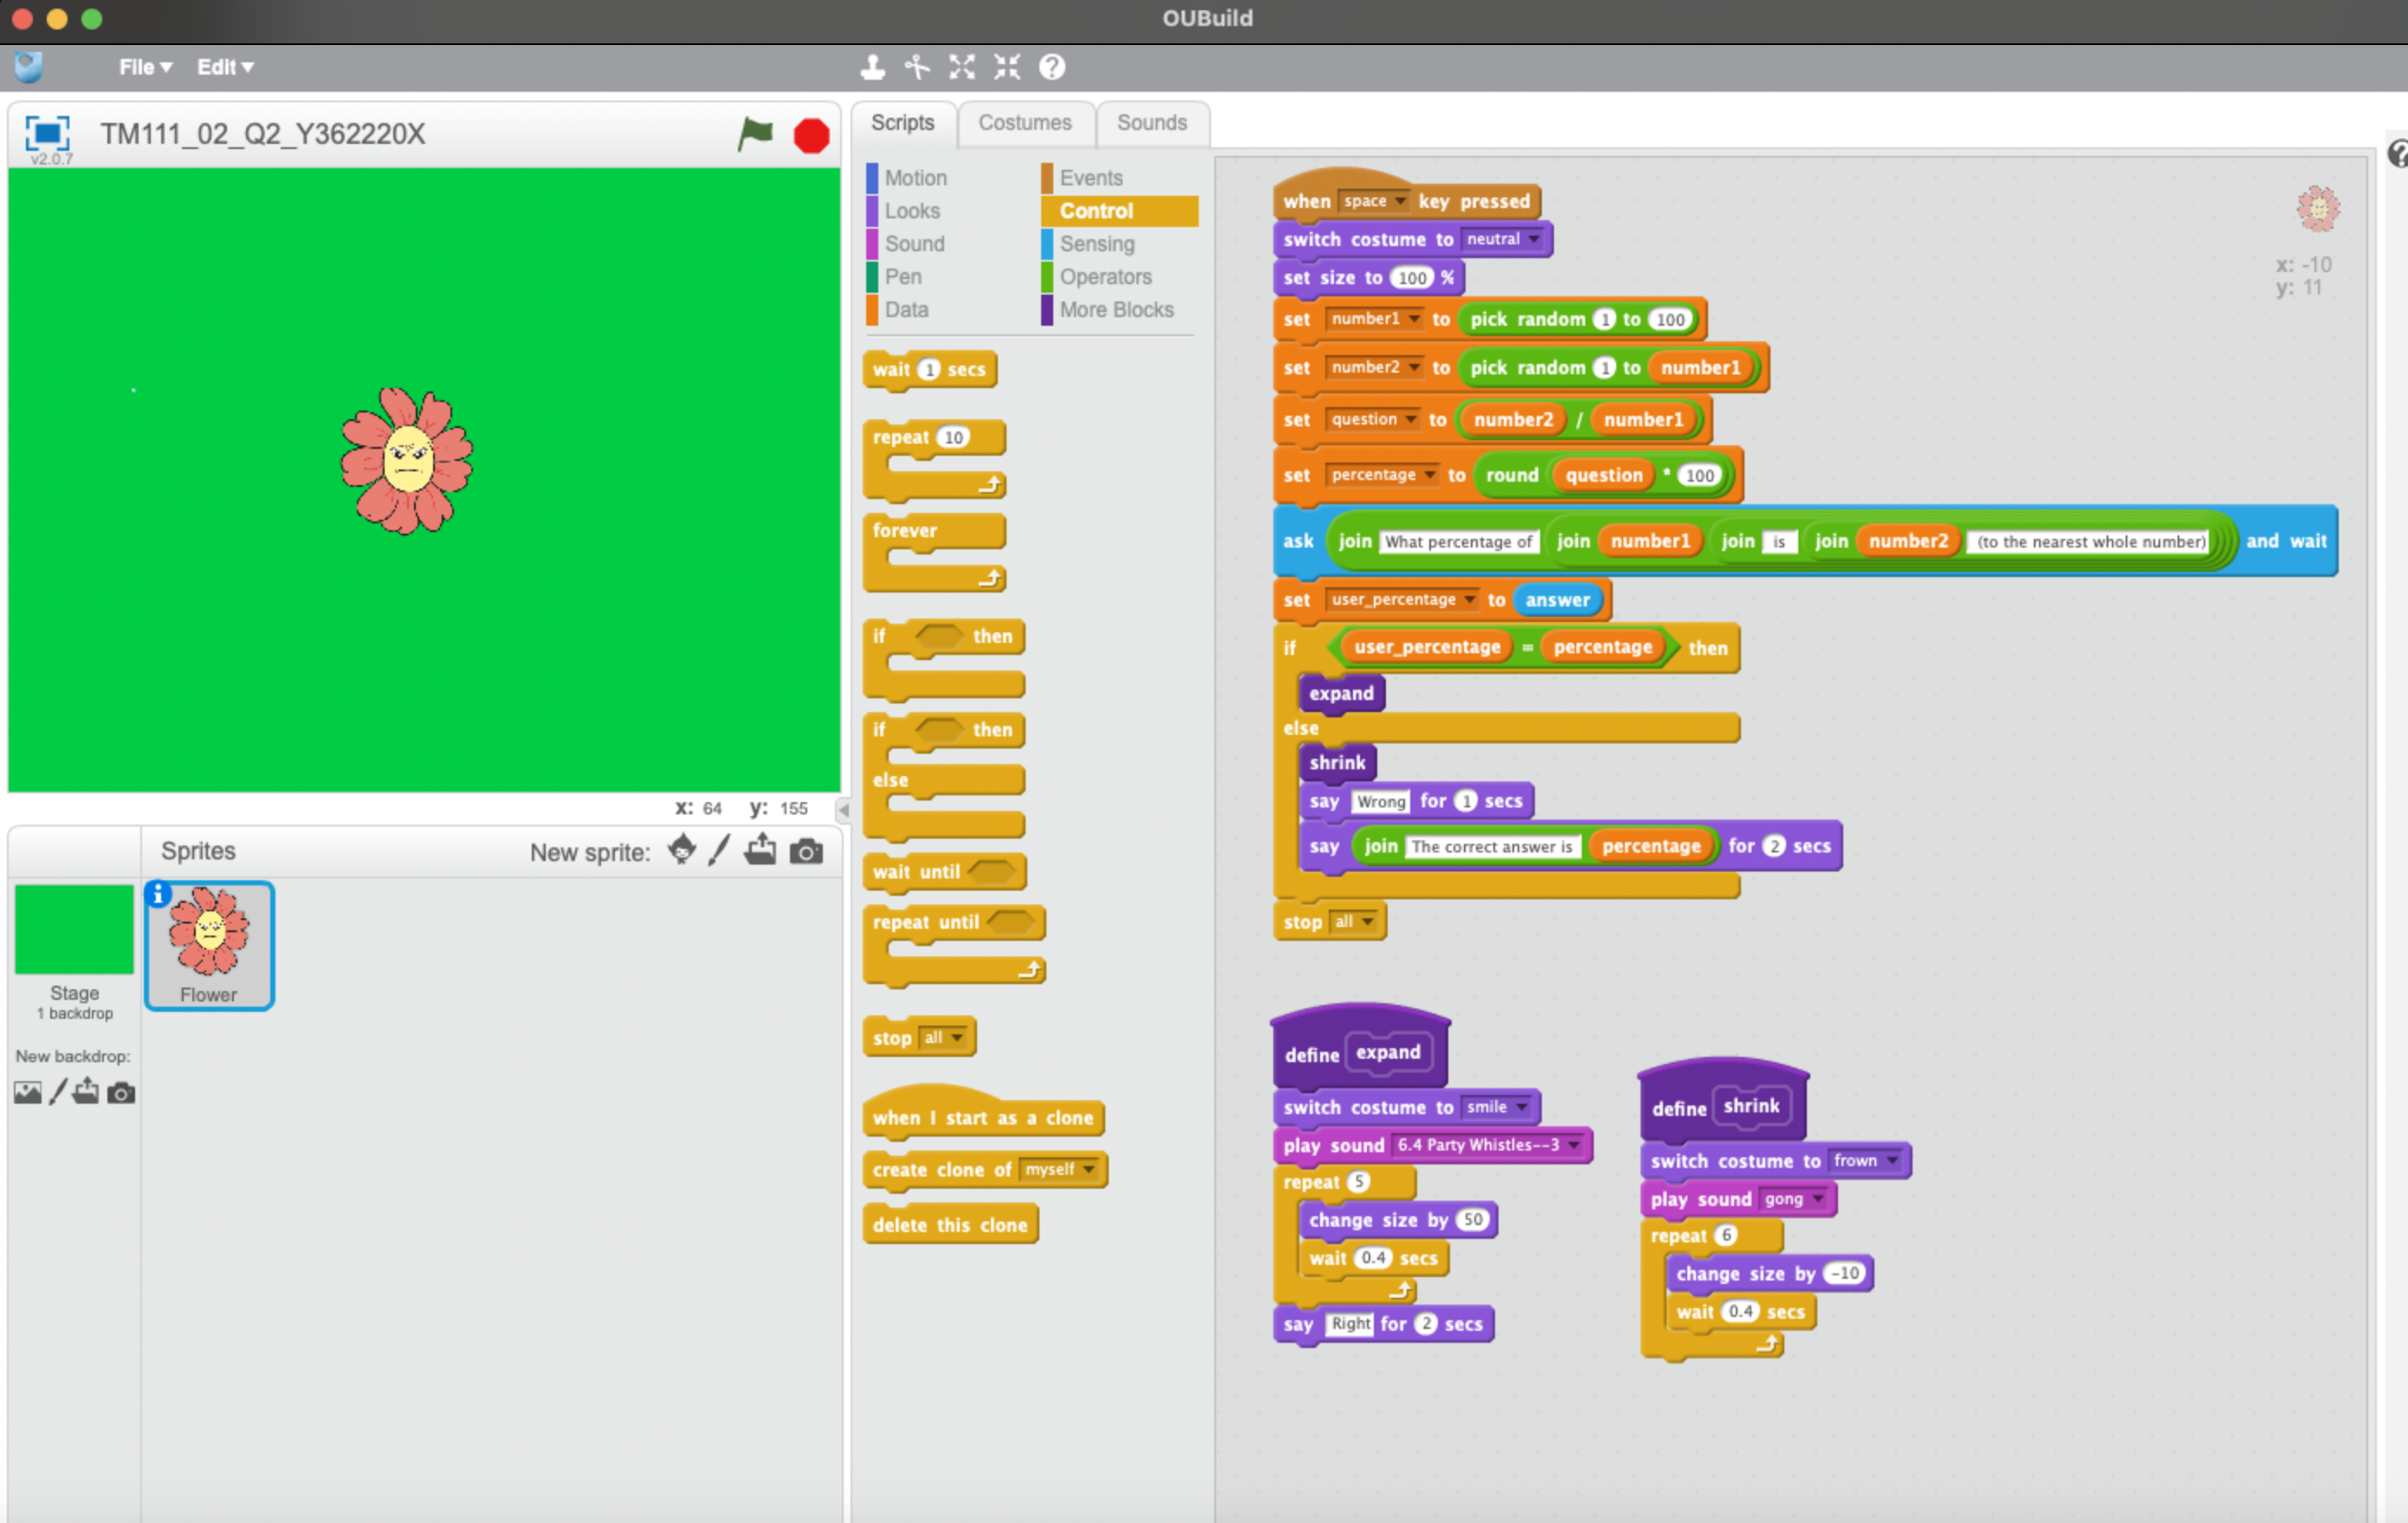 OUBuild
File Edit
v2.0.7
TM111_02_Q2_Y362220X
x: 64 y: 155
Sprites
New sprite:
Stage
1 backdrop
New backdrop:
Flower
Scripts Costumes Sounds
Motion Events
Looks Control
Sound Sensing
Pen Operators
Data More Blocks
wait 1 secs
repeat 10
forever
if then
if then
else
wait until
repeat until
stop all
when I start as a clone
create clone of myself
delete this clone
x: -10
y: 11
when space key pressed
switch costume to neutral
set size to 100 %
set number1 to pick random 1 to 100
set number2 to pick random 1 to number1
set question to number2 / number1
set percentage to round question * 100
ask join What percentage of join number1 join is join number2 (to the nearest whole number) and wait
set user_percentage to answer
if user_percentage = percentage then
expand
else
shrink
say Wrong for 1 secs
say join The correct answer is percentage for 2 secs
stop all
define expand
switch costume to smile
play sound 6.4 Party Whistles--3
repeat 5
change size by 50
wait 0.4 secs
say Right for 2 secs
define shrink
switch costume to frown
play sound gong
repeat 6
change size by -10
wait 0.4 secs